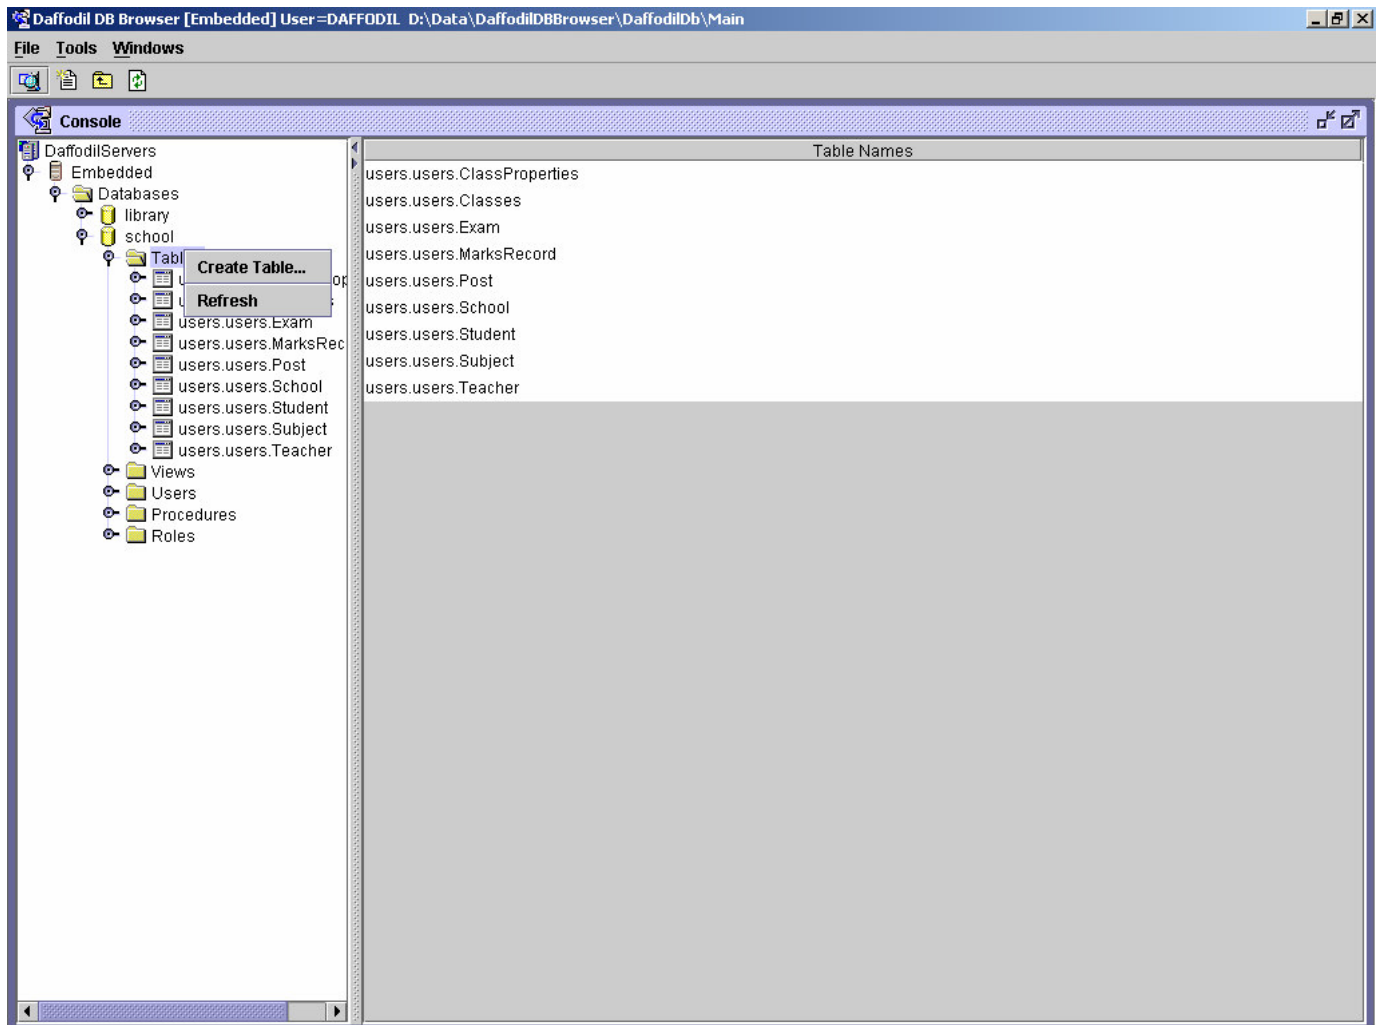 Daffodil DB Browser [Embedded] User=DAFFODIL D:\Data\DaffodilDBBrowser\DaffodilDb\Main
File Tools Windows
Console
DaffodilServers
Embedded
Databases
library
school
Create Table...
Refresh
users.users.Exam
users.users.MarksRec
users.users.Post
users.users.School
users.users.Student
users.users.Subject
users.users.Teacher
Views
Users
Procedures
Roles
Table Names
users.users.ClassProperties
users.users.Classes
users.users.Exam
users.users.MarksRecord
users.users.Post
users.users.School
users.users.Student
users.users.Subject
users.users.Teacher